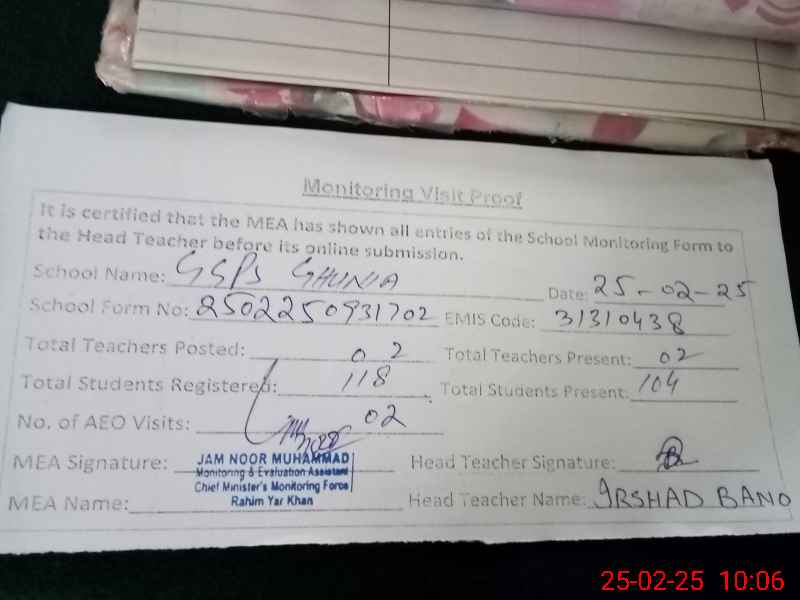 Monitoring Visit Proof
It is certified that the MEA has shown all entries of the School Monitoring Form to
the Head Teacher before its online submission.
School Name: GGPS GHUNIA Date: 25-02-25
School Form No: 2502250931702 EMIS Code: 31310438
Total Teachers Posted: 02 Total Teachers Present: 02
Total Students Registered: 118 Total Students Present: 104
No. of AEO Visits: 02
MEA Signature: Head Teacher Signature:
JAM NOOR MUHAMMAD
Monitoring & Evaluation Assistant
Chief Minister's Monitoring Force
Rahim Yar Khan
MEA Name: Head Teacher Name: IRSHAD BANO
25-02-25 10:06